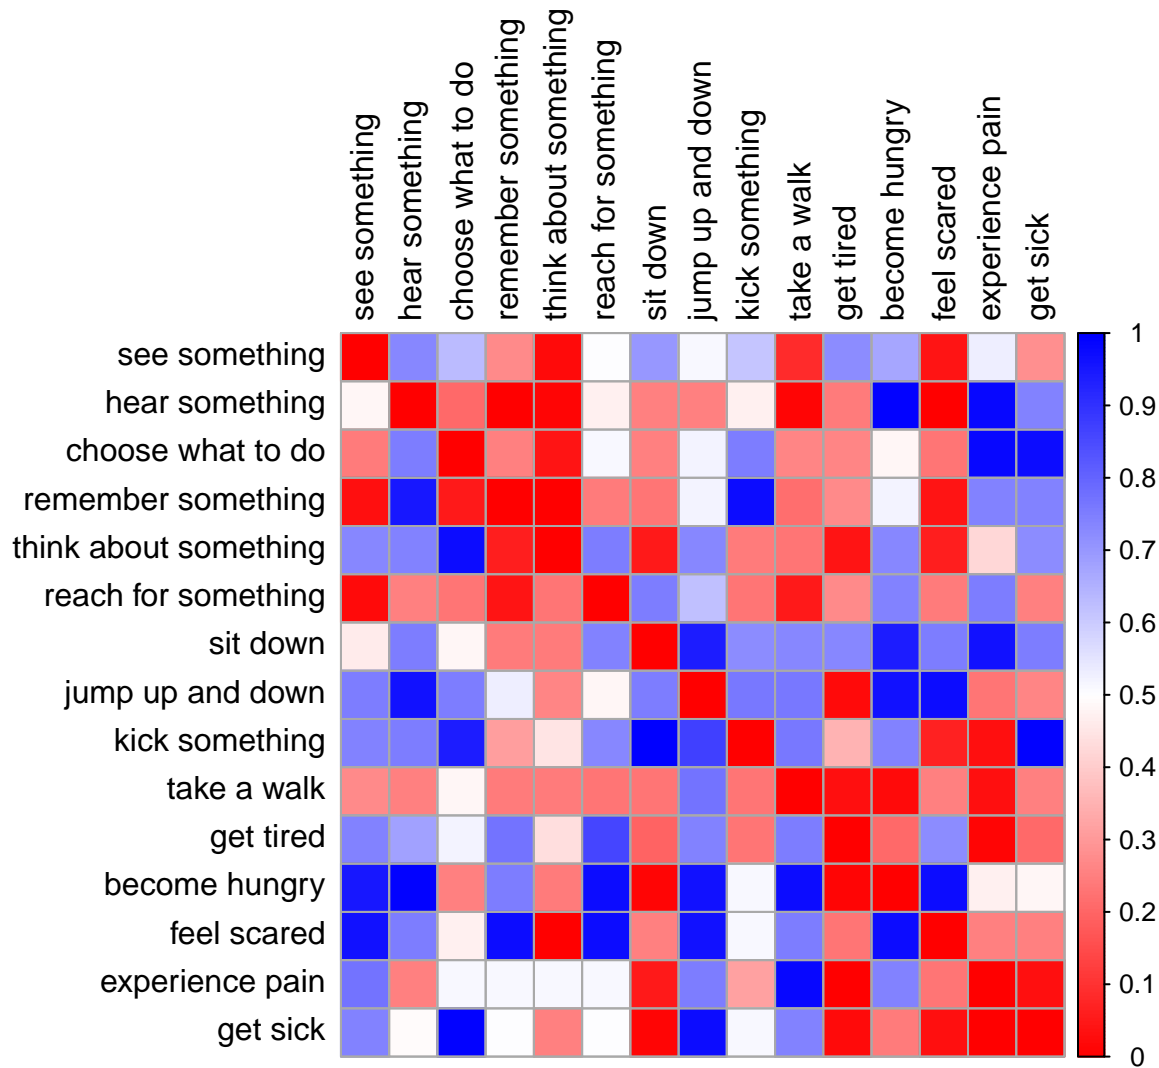 see something
hear something
choose what to do
remember something
think about something
reach for something
sit down
jump up and down
kick something
take a walk
get tired
become hungry
feel scared
experience pain
get sick
see something
hear something
choose what to do
remember something
think about something
reach for something
sit down
jump up and down
kick something
take a walk
get tired
become hungry
feel scared
experience pain
get sick
1
0.9
0.8
0.7
0.6
0.5
0.4
0.3
0.2
0.1
0